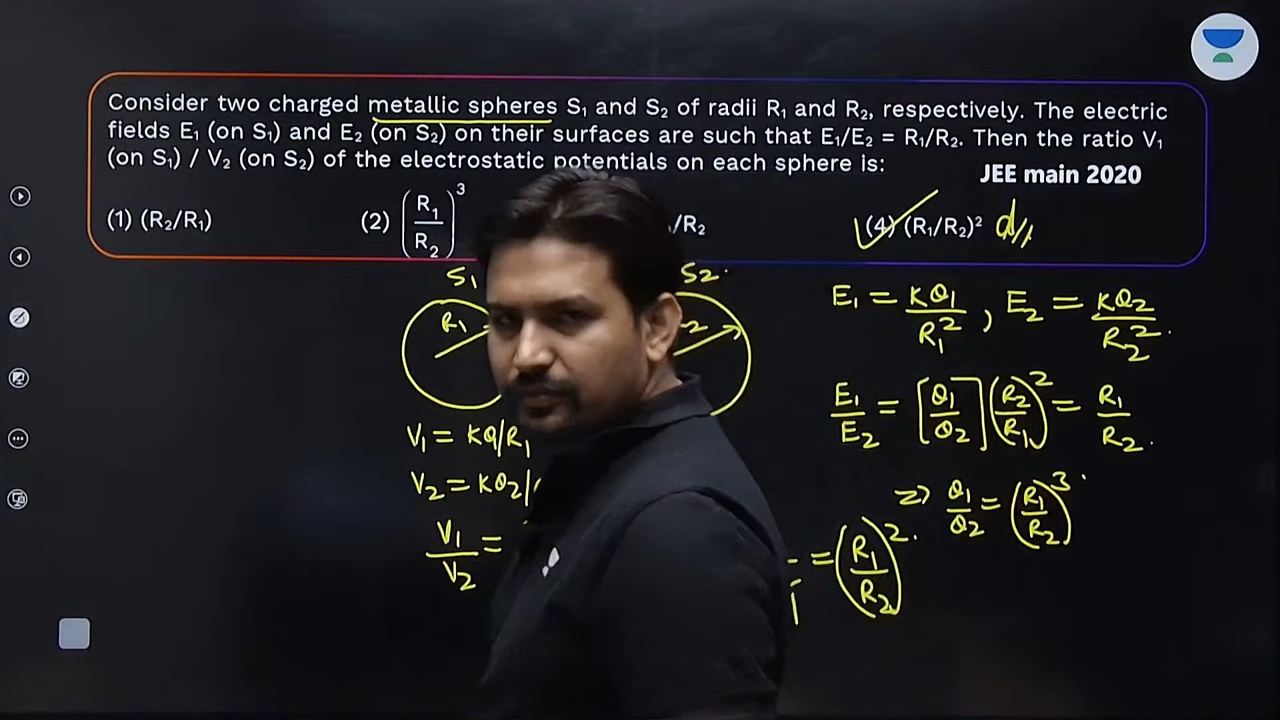 Consider two charged metallic spheres S₁ and S₂ of radii R₁ and R₂, respectively. The electric
fields E₁ (on S₁) and E₂ (on S₂) on their surfaces are such that E₁/E₂ = R₁/R₂. Then the ratio V₁
(on S₁) / V₂ (on S₂) of the electrostatic potentials on each sphere is:
JEE main 2020
(1) (R₂/R₁)
(2) (R₁/R₂)³
/R₂
(4) (R₁/R₂)²
S₁
S₂
R₁
2
E₁ = KQ₁/R₁², E₂ = KQ₂/R₂²
E₁/E₂ = [Q₁/Q₂](R₂/R₁)² = R₁/R₂
V₁ = KQ/R₁
V₂ = KQ₂/
=> Q₁/Q₂ = (R₁/R₂)³
V₁/V₂ =
= (R₁/R₂)²